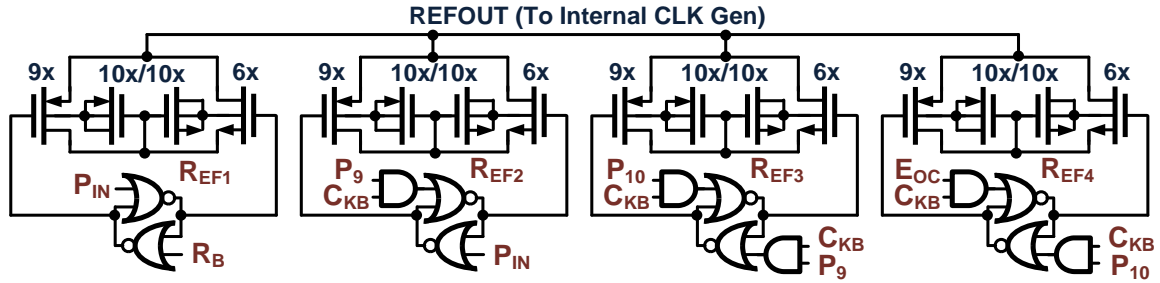 REFOUT (To Internal CLK Gen)
9x 10x/10x 6x 9x 10x/10x 6x 9x 10x/10x 6x 9x 10x/10x 6x
REF1 REF2 REF3 REF4
PIN P9 P10 EOC
CKB CKB CKB
RB PIN CKB CKB
P9 P10